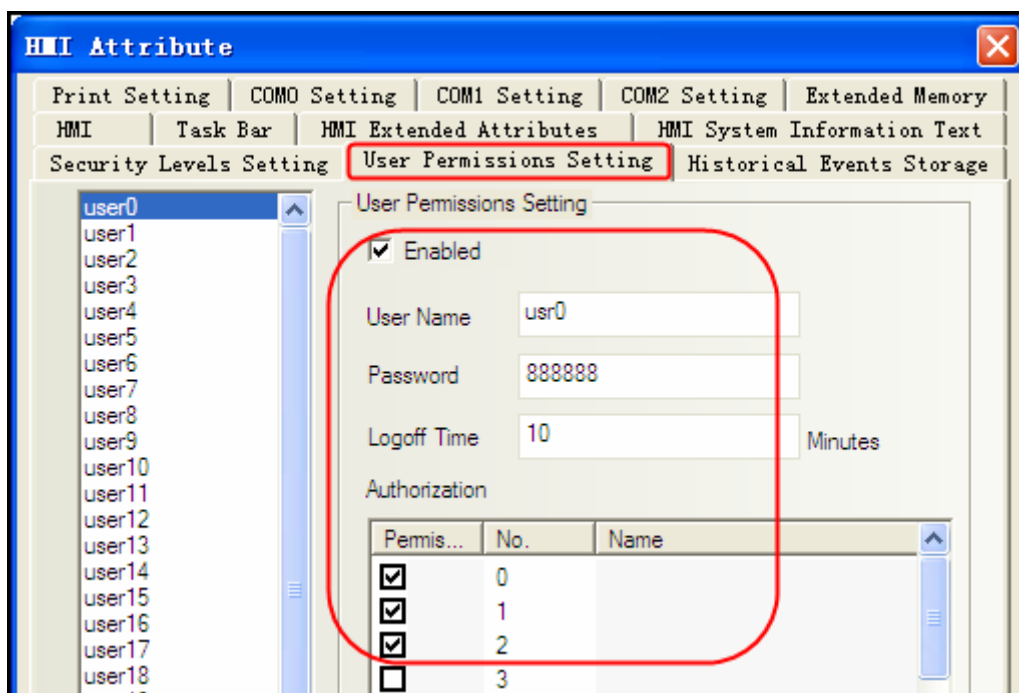 HMI Attribute
Print Setting COM0 Setting COM1 Setting COM2 Setting Extended Memory
HMI Task Bar HMI Extended Attributes HMI System Information Text
Security Levels Setting User Permissions Setting Historical Events Storage
user0
user1
user2
user3
user4
user5
user6
user7
user8
user9
user10
user11
user12
user13
user14
user15
user16
user17
user18
User Permissions Setting
Enabled
User Name usr0
Password 888888
Logoff Time 10 Minutes
Authorization
Permis... No. Name
0
1
2
3